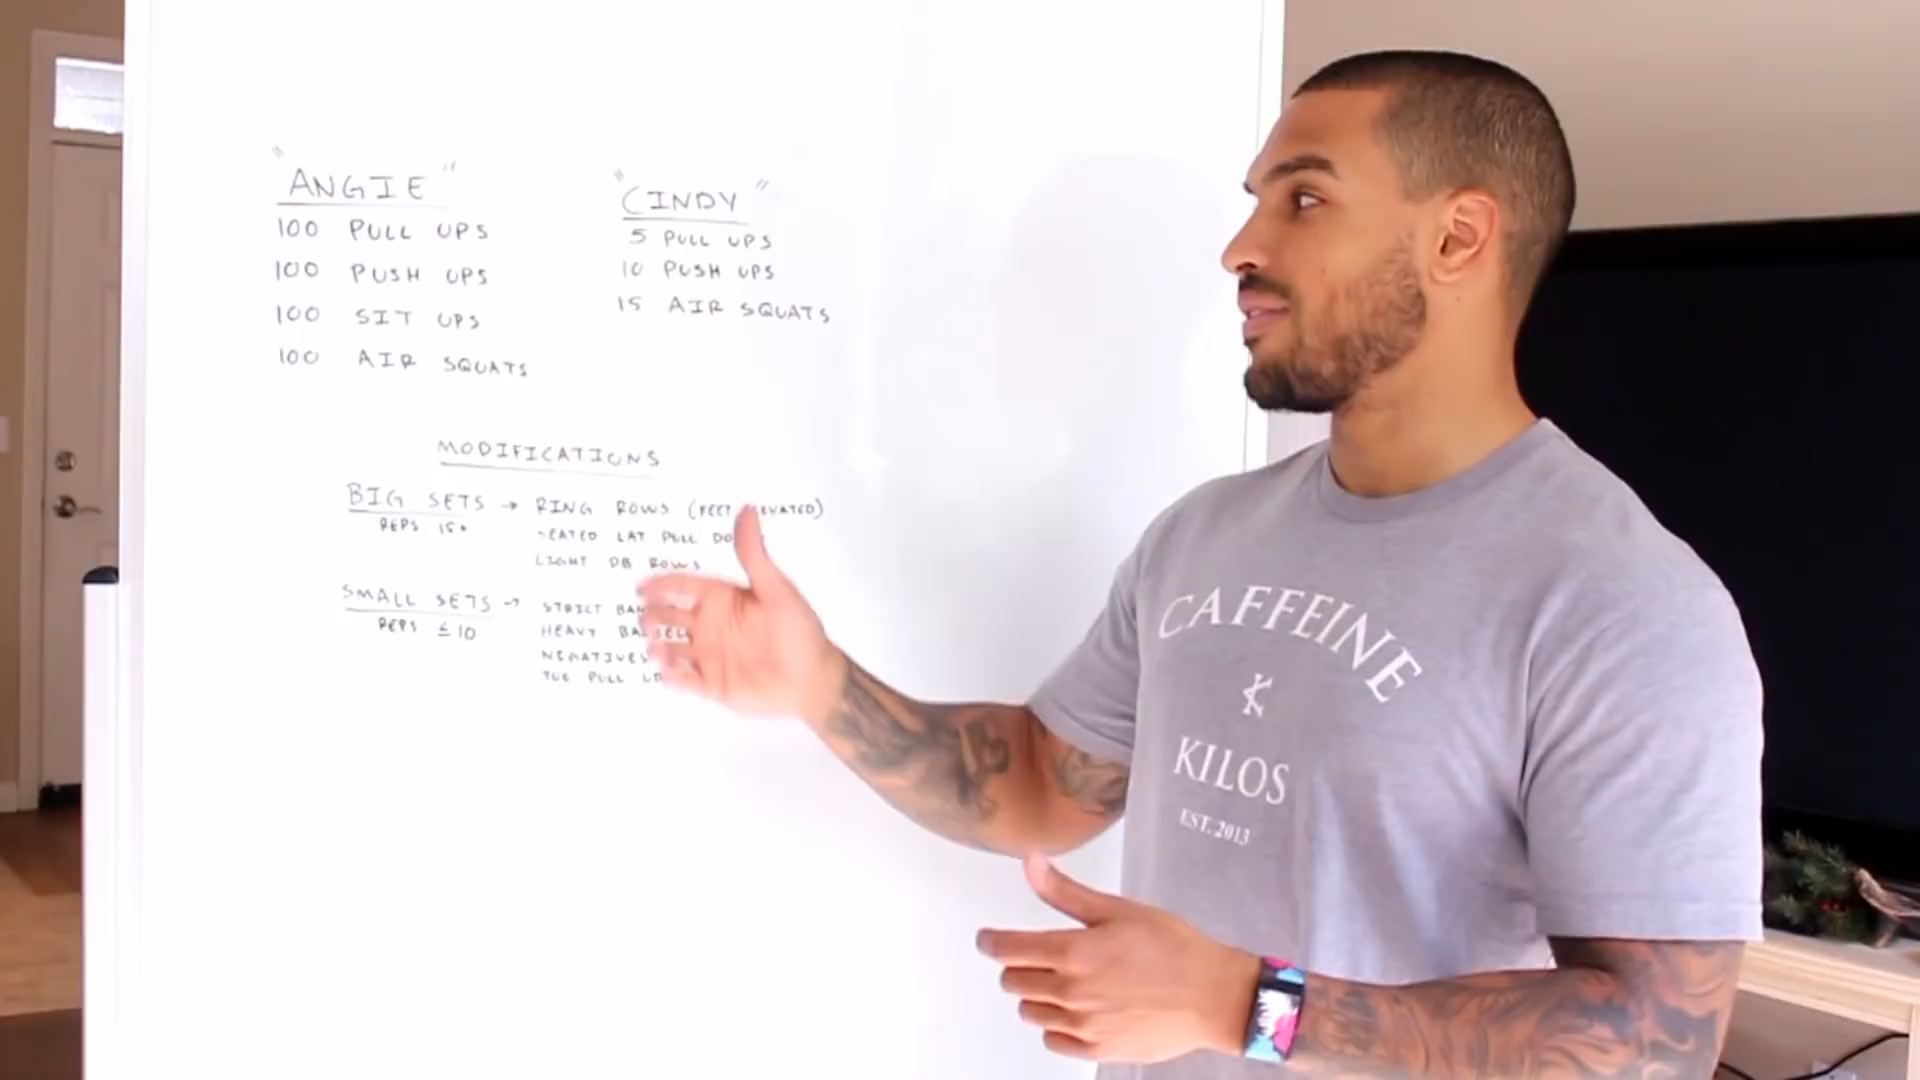 "ANGIE"
100 PULL UPS
100 PUSH UPS
100 SIT UPS
100 AIR SQUATS
"CINDY"
5 PULL UPS
10 PUSH UPS
15 AIR SQUATS
MODIFICATIONS
BIG SETS → RING ROWS (FEET
REPS 15+
SEATED LAT PULL
LIGHT DB ROWS
SMALL SETS → STRICT
REPS ≤ 10
HEAVY
NEGATIVES
PULL
CAFFEINE
&
KILOS
EST. 2013